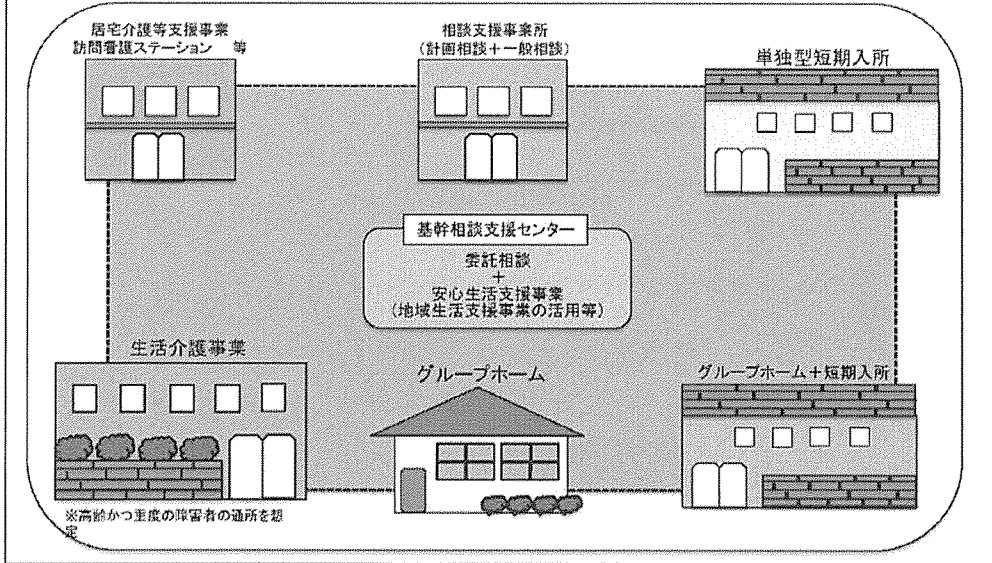 居宅介護等支援事業
訪問看護ステーション 等
相談支援事業所
(計画相談＋一般相談)
単独型短期入所
基幹相談支援センター
委託相談
＋
安心生活支援事業
(地域生活支援事業の活用等)
生活介護事業
グループホーム
グループホーム＋短期入所
※高齢かつ重度の障害者の通所を想
定